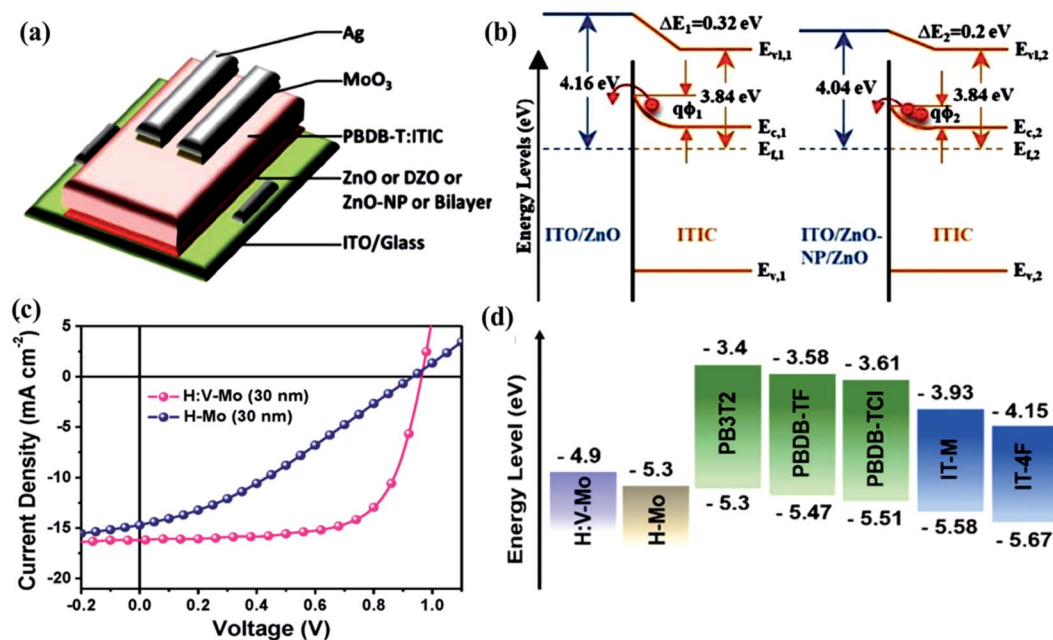 (a)
Ag
MoO3
PBDB-T:ITIC
ZnO or DZO or
ZnO-NP or Bilayer
ITO/Glass
(b)
Energy Levels (eV)
ΔE1=0.32 eV
Evl,1
4.16 eV
3.84 eV
qϕ1
Ec,1
Ef,1
ITO/ZnO
ITIC
Ev,1
ΔE2=0.2 eV
Evl,2
4.04 eV
3.84 eV
qϕ2
Ec,2
Ef,2
ITO/ZnO-
NP/ZnO
ITIC
Ev,2
(c)
Current Density (mA cm-2)
5
0
-5
-10
-15
-20
H:V-Mo (30 nm)
H-Mo (30 nm)
-0.2 0.0 0.2 0.4 0.6 0.8 1.0
Voltage (V)
(d)
Energy Level (eV)
- 4.9
H:V-Mo
- 5.3
H-Mo
- 3.4
PB3T2
- 5.3
- 3.58
PBDB-TF
- 5.47
- 3.61
PBDB-TCl
- 5.51
- 3.93
IT-M
- 5.58
- 4.15
IT-4F
- 5.67